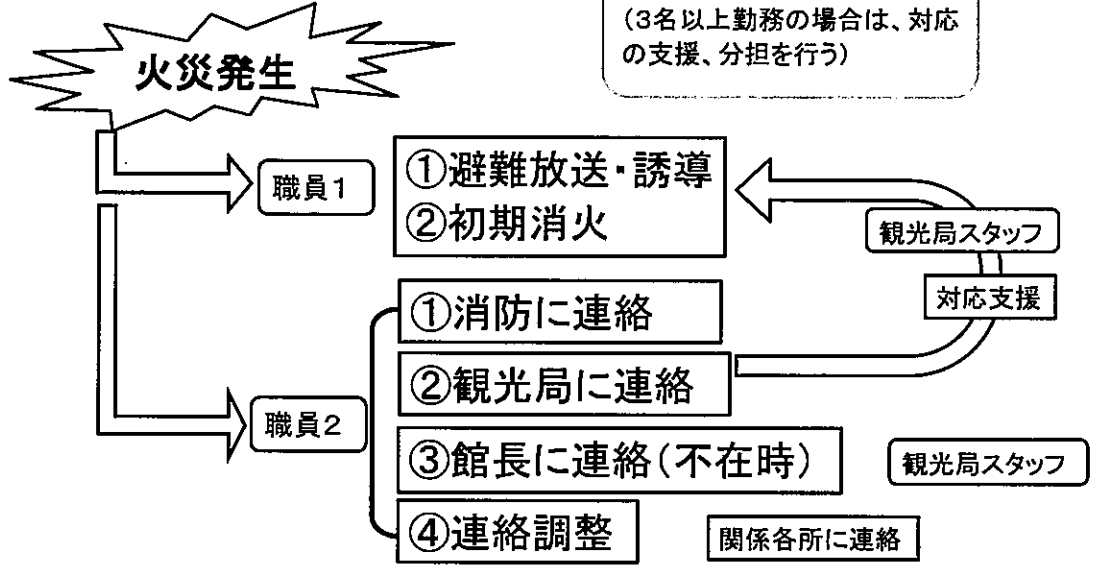 (3名以上勤務の場合は、対応
の支援、分担を行う)
火災発生
職員1
①避難放送・誘導
②初期消火
観光局スタッフ
対応支援
職員2
①消防に連絡
②観光局に連絡
③館長に連絡(不在時)
観光局スタッフ
④連絡調整
関係各所に連絡